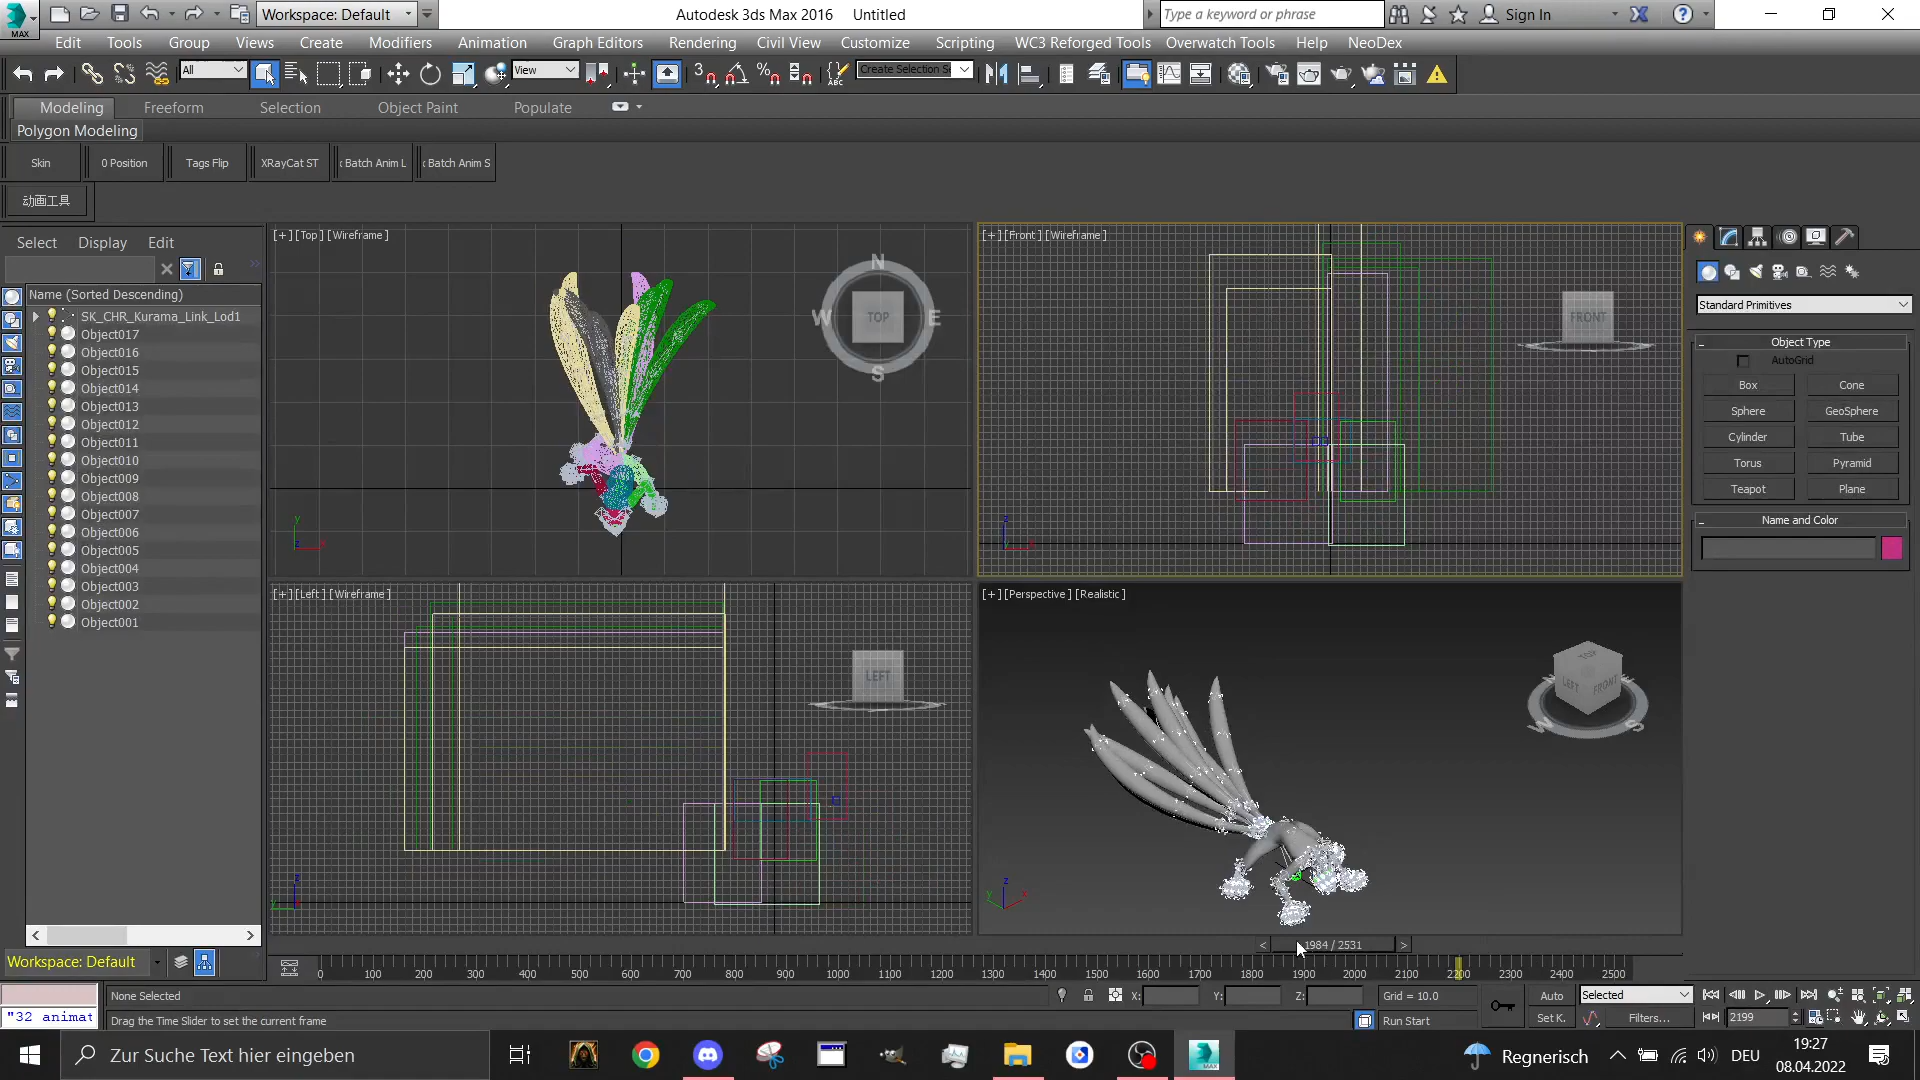 Workspace: Default
Autodesk 3ds Max 2016 Untitled
Type a keyword or phrase
Sign In
MAX
Edit Tools Group Views Create Modifiers Animation Graph Editors Rendering Civil View Customize Scripting WC3 Reforged Tools Overwatch Tools Help NeoDex
All
View
3
Modeling Freeform Selection Object Paint Populate
Polygon Modeling
Skin 0 Position Tags Flip XRayCat ST Batch Anim L Batch Anim S
动画工具
Select Display Edit
Name (Sorted Descending)
SK_CHR_Kurama_Link_Lod1
Object017
Object016
Object015
Object014
Object013
Object012
Object011
Object010
Object009
Object008
Object007
Object006
Object005
Object004
Object003
Object002
Object001
[+] [Top] [Wireframe]
N
W TOP E
S
[+] [Front] [Wireframe]
FRONT
[+] [Left] [Wireframe]
LEFT
[+] [Perspective] [Realistic]
TOP
LEFT FRONT
W S
Standard Primitives
Object Type
AutoGrid
Box Cone
Sphere GeoSphere
Cylinder Tube
Torus Pyramid
Teapot Plane
Name and Color
< 1984 / 2531 >
Workspace: Default
0 100 200 300 400 500 600 700 800 900 1000 1100 1200 1300 1400 1500 1600 1700 1800 1900 2000 2100 2200 2300 2400 2500
None Selected
X: Y: Z: Grid = 10.0
Auto Selected
"32 animat
Drag the Time Slider to set the current frame
Run Start
Set K. Filters... 2199
Zur Suche Text hier eingeben
MAX
Regnerisch
DEU
19:27
08.04.2022